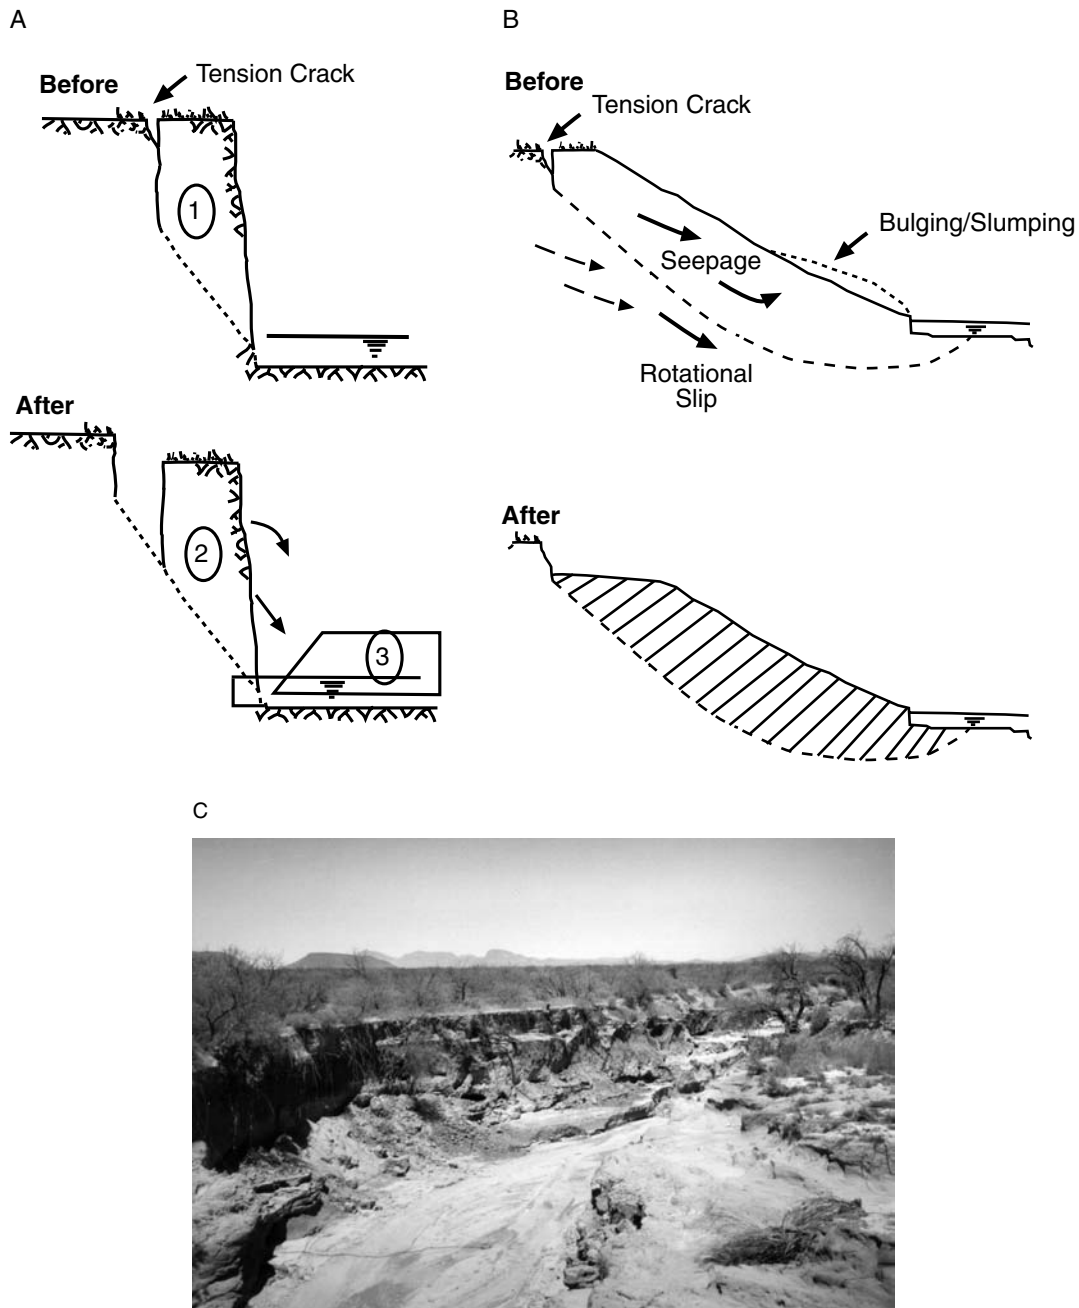 A
Before
Tension Crack
1
After
2
3
B
Before
Tension Crack
Bulging/Slumping
Seepage
Rotational
Slip
After
C